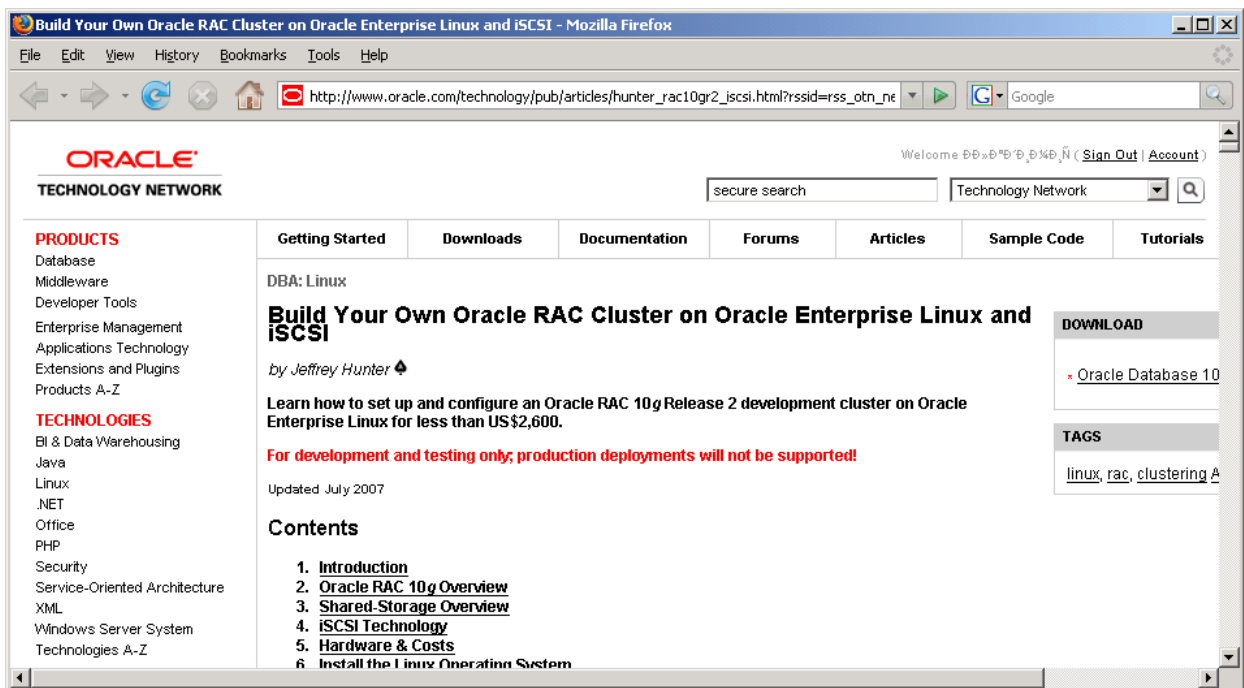 Build Your Own Oracle RAC Cluster on Oracle Enterprise Linux and iSCSI - Mozilla Firefox
File Edit View History Bookmarks Tools Help
http://www.oracle.com/technology/pub/articles/hunter_rac10gr2_iscsi.html?rssid=rss_otn_ne
G Google
ORACLE
TECHNOLOGY NETWORK
Welcome ( Sign Out | Account )
secure search Technology Network
Getting Started Downloads Documentation Forums Articles Sample Code Tutorials
PRODUCTS
Database
Middleware
Developer Tools
Enterprise Management
Applications Technology
Extensions and Plugins
Products A-Z
TECHNOLOGIES
BI & Data Warehousing
Java
Linux
.NET
Office
PHP
Security
Service-Oriented Architecture
XML
Windows Server System
Technologies A-Z
DBA: Linux
Build Your Own Oracle RAC Cluster on Oracle Enterprise Linux and
iSCSI
by Jeffrey Hunter
Learn how to set up and configure an Oracle RAC 10g Release 2 development cluster on Oracle
Enterprise Linux for less than US$2,600.
For development and testing only; production deployments will not be supported!
Updated July 2007
Contents
1. Introduction
2. Oracle RAC 10g Overview
3. Shared-Storage Overview
4. iSCSI Technology
5. Hardware & Costs
6. Install the Linux Operating System
DOWNLOAD
Oracle Database 10
TAGS
linux, rac, clustering A